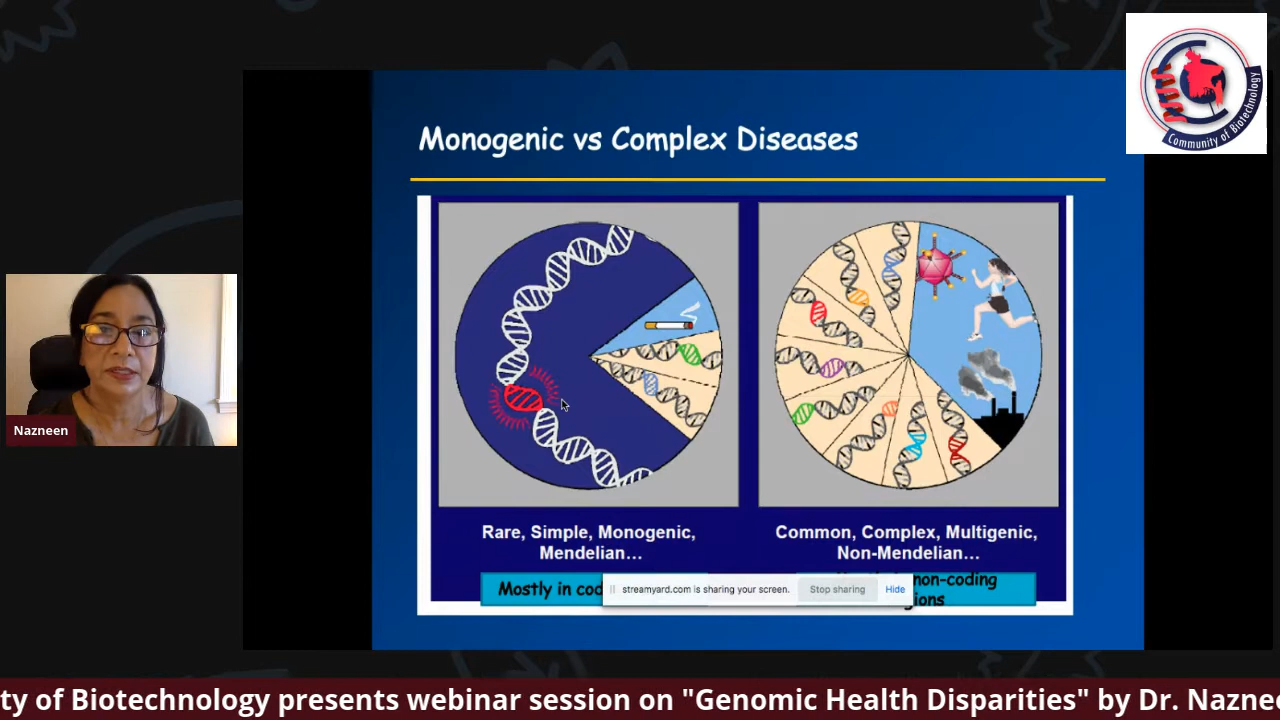 Community of Biotechnology
Monogenic vs Complex Diseases
Nazneen
Rare, Simple, Monogenic,
Mendelian…
Common, Complex, Multigenic,
Non-Mendelian…
Mostly in cod
non-coding
gions
streamyard.com is sharing your screen.
Stop sharing
Hide
ty of Biotechnology presents webinar session on "Genomic Health Disparities" by Dr. Naznee